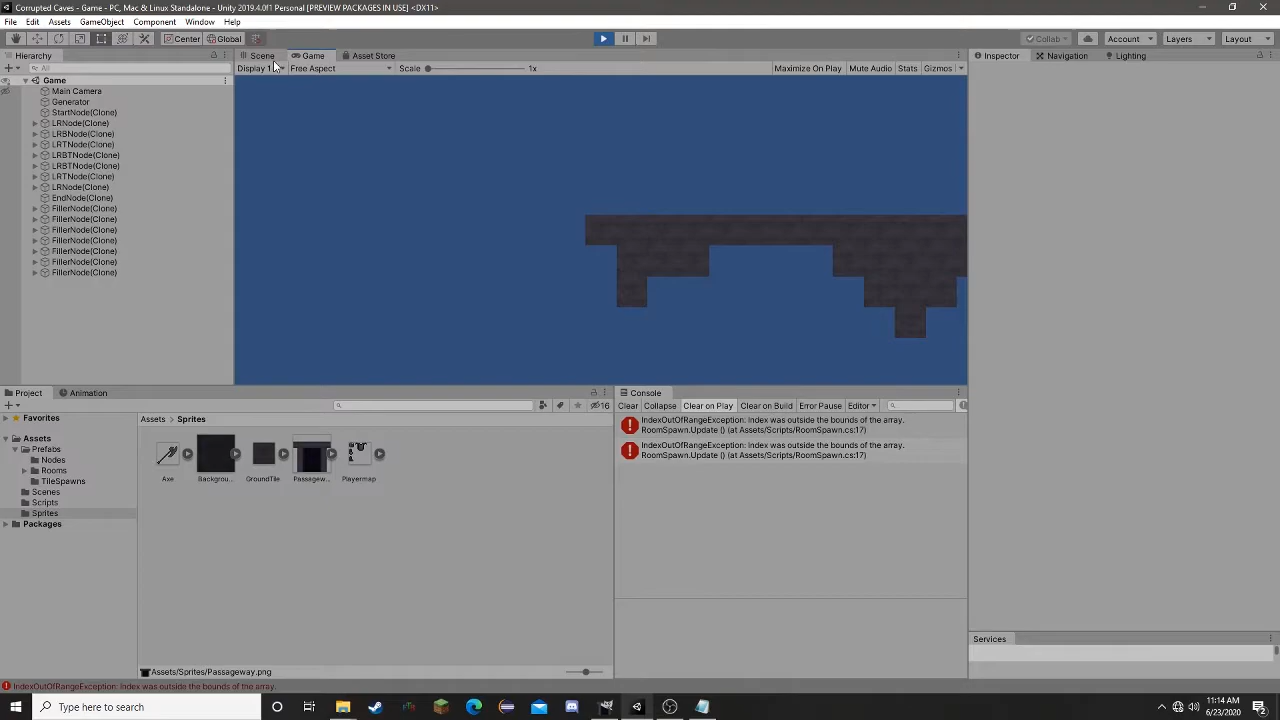 Corrupted Caves - Game - PC, Mac & Linux Standalone - Unity 2019.4.0f1 Personal [PREVIEW PACKAGES IN USE] <DX11>
File Edit Assets GameObject Component Window Help
Center Global Collab Account Layers Layout
Hierarchy Scene Game Asset Store Inspector Navigation Lighting
All Display 1 Free Aspect Scale 1x Maximize On Play Mute Audio Stats Gizmos
Game
Main Camera
Generator
StartNode(Clone)
LRNode(Clone)
LRBNode(Clone)
LRTNode(Clone)
LRBTNode(Clone)
LRBTNode(Clone)
LRTNode(Clone)
LRNode(Clone)
EndNode(Clone)
FillerNode(Clone)
FillerNode(Clone)
FillerNode(Clone)
FillerNode(Clone)
FillerNode(Clone)
FillerNode(Clone)
FillerNode(Clone)
Project Animation Console
16 Clear Collapse Clear on Play Clear on Build Error Pause Editor
Favorites
Assets
Prefabs
Nodes
Rooms
TileSpawns
Scenes
Scripts
Sprites
Packages
Assets > Sprites
Axe Backgrou... GroundTile Passagew... Playermap
Assets/Sprites/Passageway.png
IndexOutOfRangeException: Index was outside the bounds of the array.
RoomSpawn.Update () (at Assets/Scripts/RoomSpawn.cs:17)
IndexOutOfRangeException: Index was outside the bounds of the array.
RoomSpawn.Update () (at Assets/Scripts/RoomSpawn.cs:17)
Services
IndexOutOfRangeException: Index was outside the bounds of the array.
Type here to search
11:14 AM
6/23/2020
2